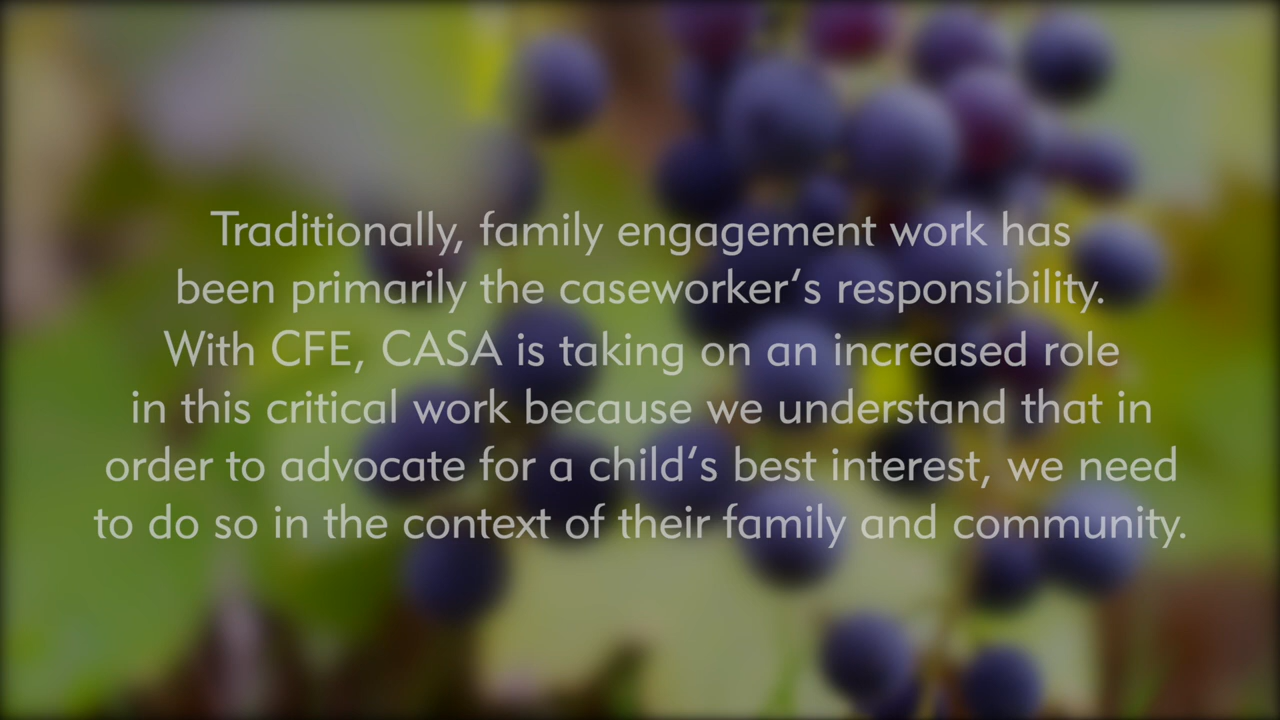 Traditionally, family engagement work has
been primarily the caseworker‘s responsibility.
With CFE, CASA is taking on an increased role
in this critical work because we understand that in
order to advocate for a child‘s best interest, we need
to do so in the context of their family and community.